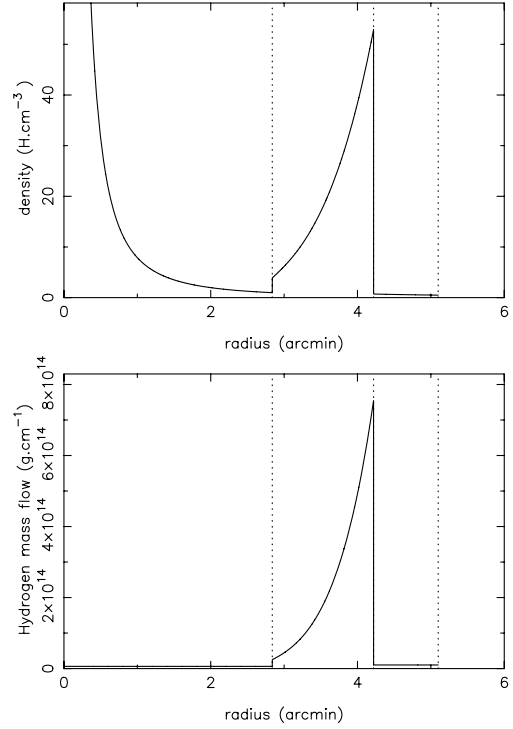 density (H.cm⁻³)
40
20
0
0 2 4 6
radius (arcmin)
Hydrogen mass flow (g.cm⁻¹)
8×10¹⁴
6×10¹⁴
4×10¹⁴
2×10¹⁴
0
0 2 4 6
radius (arcmin)